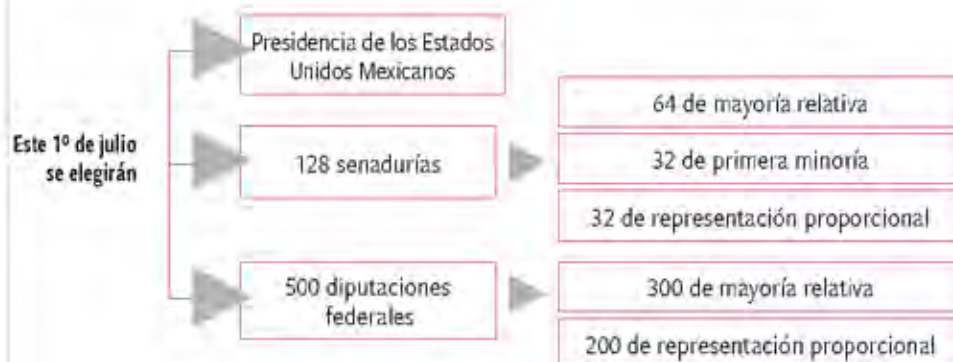 Este 1º de julio
se elegirán
Presidencia de los Estados
Unidos Mexicanos
128 senadurías
64 de mayoría relativa
32 de primera minoría
32 de representación proporcional
500 diputaciones
federales
300 de mayoría relativa
200 de representación proporcional